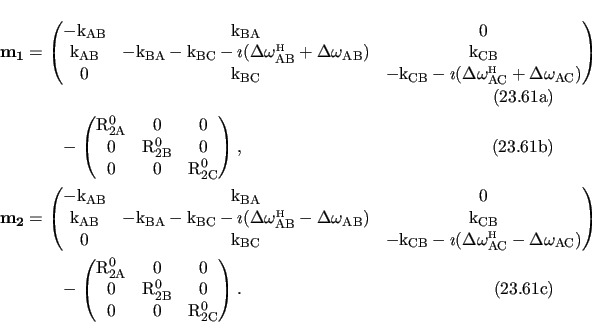 m₁ = ( −k_AB   k_BA   0
k_AB   −k_BA − k_BC − ı(Δω^H_AB + Δω_AB)   k_CB
0   k_BC   −k_CB − ı(Δω^H_AC + Δω_AC) )
(23.61a)
− ( R⁰_2A   0   0
0   R⁰_2B   0
0   0   R⁰_2C ) , (23.61b)
m₂ = ( −k_AB   k_BA   0
k_AB   −k_BA − k_BC − ı(Δω^H_AB − Δω_AB)   k_CB
0   k_BC   −k_CB − ı(Δω^H_AC − Δω_AC) )
− ( R⁰_2A   0   0
0   R⁰_2B   0
0   0   R⁰_2C ) . (23.61c)